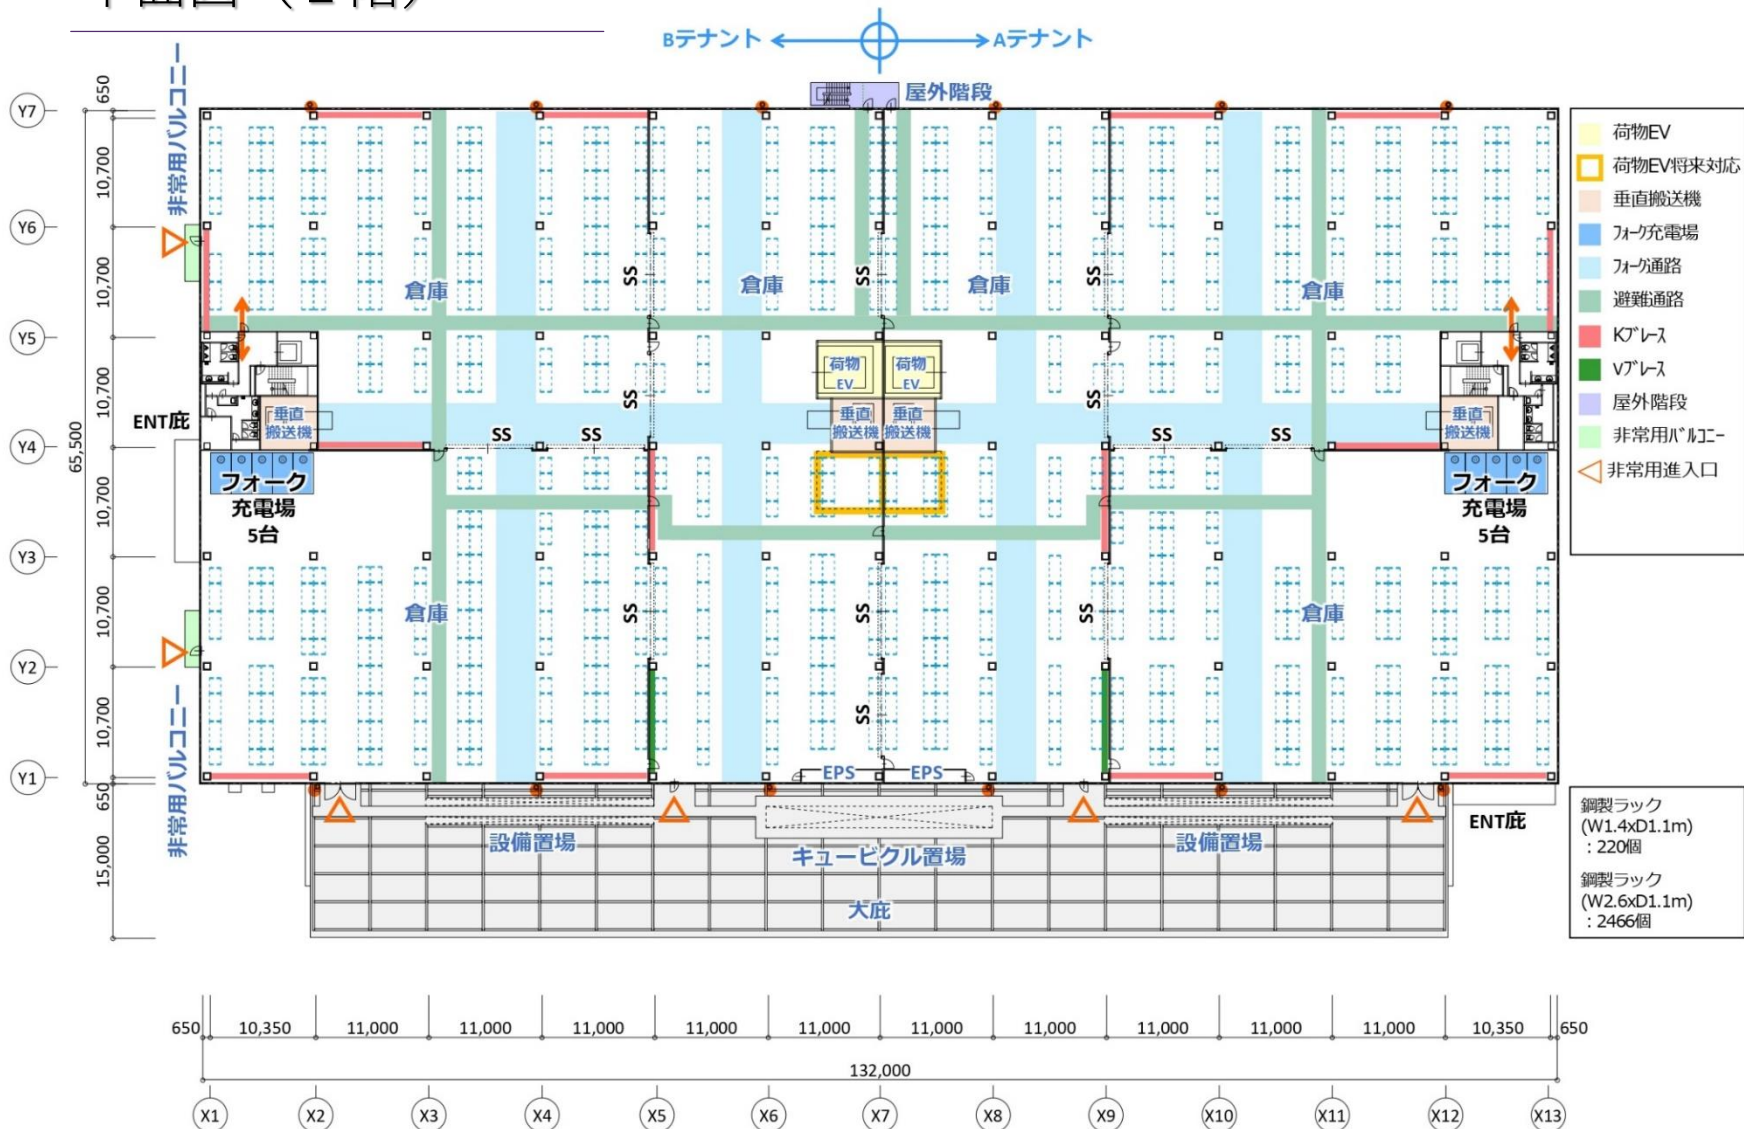 Bテナント
Aテナント
非常用バルコニー
屋外階段
Y7
Y6
Y5
Y4
Y3
Y2
Y1
650
10,700
10,700
10,700
10,700
10,700
10,700
650
15,000
65,500
倉庫
倉庫
倉庫
倉庫
SS
SS
SS
SS
SS
荷物
EV
荷物
EV
ENT庇
垂直
搬送機
垂直
搬送機
垂直
搬送機
垂直
搬送機
SS
SS
SS
SS
フォーク
充電場
5台
フォーク
充電場
5台
倉庫
倉庫
SS
SS
SS
SS
非常用バルコニー
EPS
EPS
設備置場
キュービクル置場
設備置場
ENT庇
大庇
荷物EV
荷物EV将来対応
垂直搬送機
フォーク充電場
フォーク通路
避難通路
Kブレース
Vブレース
屋外階段
非常用バルコニー
非常用進入口
鋼製ラック
(W1.4xD1.1m)
：220個
鋼製ラック
(W2.6xD1.1m)
：2466個
650
10,350
11,000
11,000
11,000
11,000
11,000
11,000
11,000
11,000
11,000
11,000
10,350
650
132,000
X1
X2
X3
X4
X5
X6
X7
X8
X9
X10
X11
X12
X13